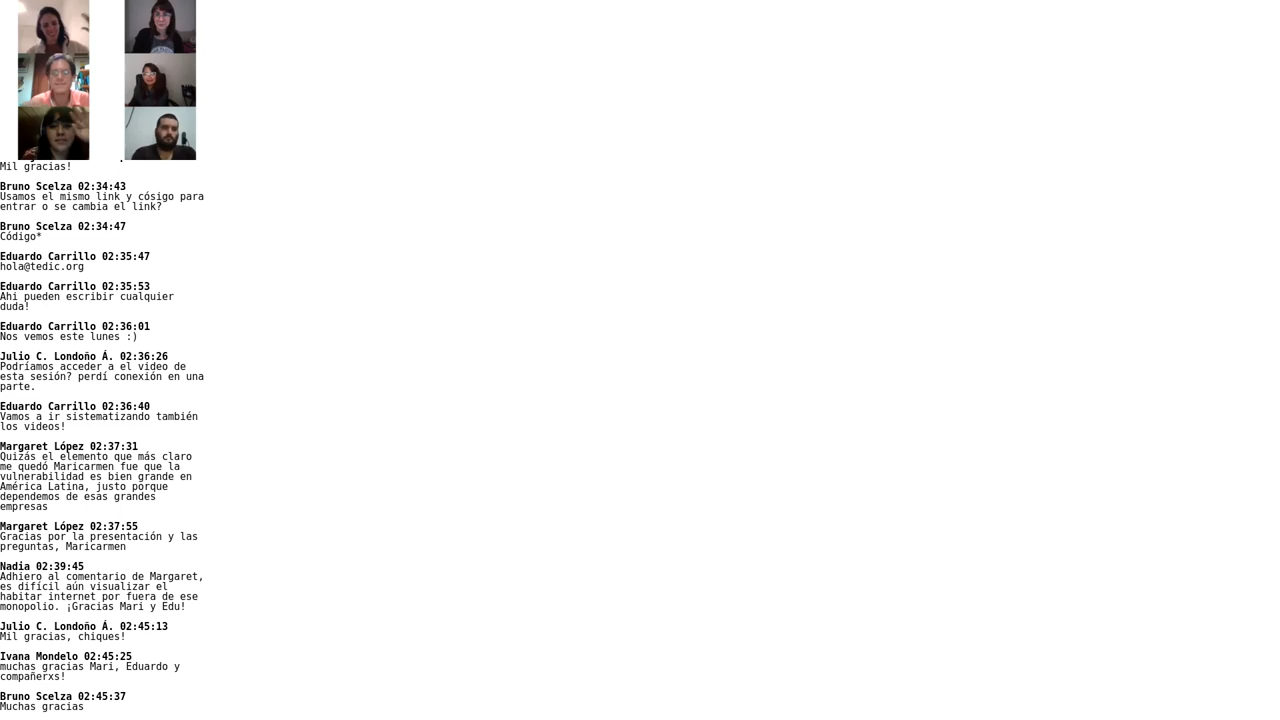 Mil gracias!
Bruno Scelza 02:34:43
Usamos el mismo link y cósigo para
entrar o se cambia el link?
Bruno Scelza 02:34:47
Código*
Eduardo Carrillo 02:35:47
hola@tedic.org
Eduardo Carrillo 02:35:53
Ahi pueden escribir cualquier
duda!
Eduardo Carrillo 02:36:01
Nos vemos este lunes :)
Julio C. Londoño Á. 02:36:26
Podríamos acceder a el video de
esta sesión? perdí conexión en una
parte.
Eduardo Carrillo 02:36:40
Vamos a ir sistematizando también
los videos!
Margaret López 02:37:31
Quizás el elemento que más claro
me quedó Maricarmen fue que la
vulnerabilidad es bien grande en
América Latina, justo porque
dependemos de esas grandes
empresas
Margaret López 02:37:55
Gracias por la presentación y las
preguntas, Maricarmen
Nadia 02:39:45
Adhiero al comentario de Margaret,
es difícil aún visualizar el
habitar internet por fuera de ese
monopolio. ¡Gracias Mari y Edu!
Julio C. Londoño Á. 02:45:13
Mil gracias, chiques!
Ivana Mondelo 02:45:25
muchas gracias Mari, Eduardo y
compañerxs!
Bruno Scelza 02:45:37
Muchas gracias